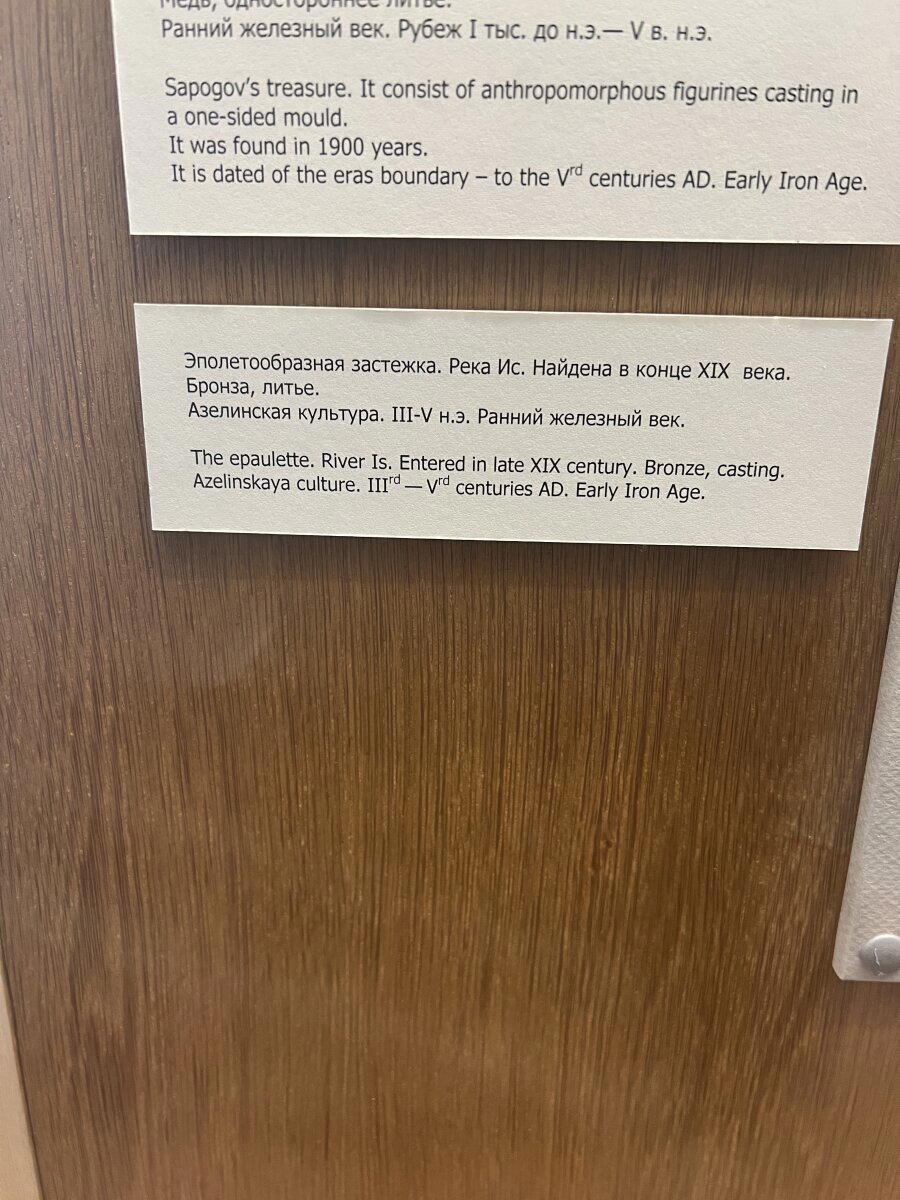 Медь, одностороннее литье.
Ранний железный век. Рубеж I тыс. до н.э.— V в. н.э.
Sapogov's treasure. It consist of anthropomorphous figurines casting in
a one-sided mould.
It was found in 1900 years.
It is dated of the eras boundary – to the Vrd centuries AD. Early Iron Age.
Эполетообразная застежка. Река Ис. Найдена в конце XIX века.
Бронза, литье.
Азелинская культура. III-V н.э. Ранний железный век.
The epaulette. River Is. Entered in late XIX century. Bronze, casting.
Azelinskaya culture. IIIrd — Vrd centuries AD. Early Iron Age.